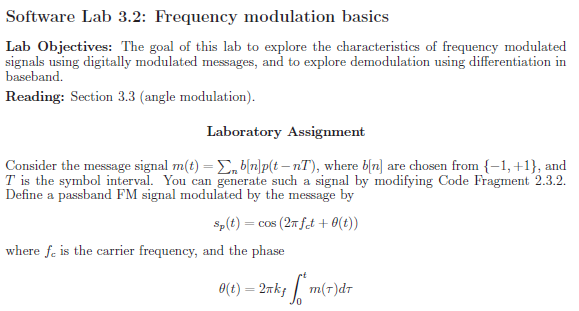 Software Lab 3.2: Frequency modulation basics
Lab Objectives: The goal of this lab to explore the characteristics of frequency modulated
signals using digitally modulated messages, and to explore demodulation using differentiation in
baseband.
Reading: Section 3.3 (angle modulation).
Laboratory Assignment
Consider the message signal m(t) = ∑ₙ b[n]p(t − nT), where b[n] are chosen from {−1, +1}, and
T is the symbol interval. You can generate such a signal by modifying Code Fragment 2.3.2.
Define a passband FM signal modulated by the message by
sₚ(t) = cos (2πf_c t + θ(t))
where f_c is the carrier frequency, and the phase
θ(t) = 2πk_f ∫₀ᵗ m(τ)dτ